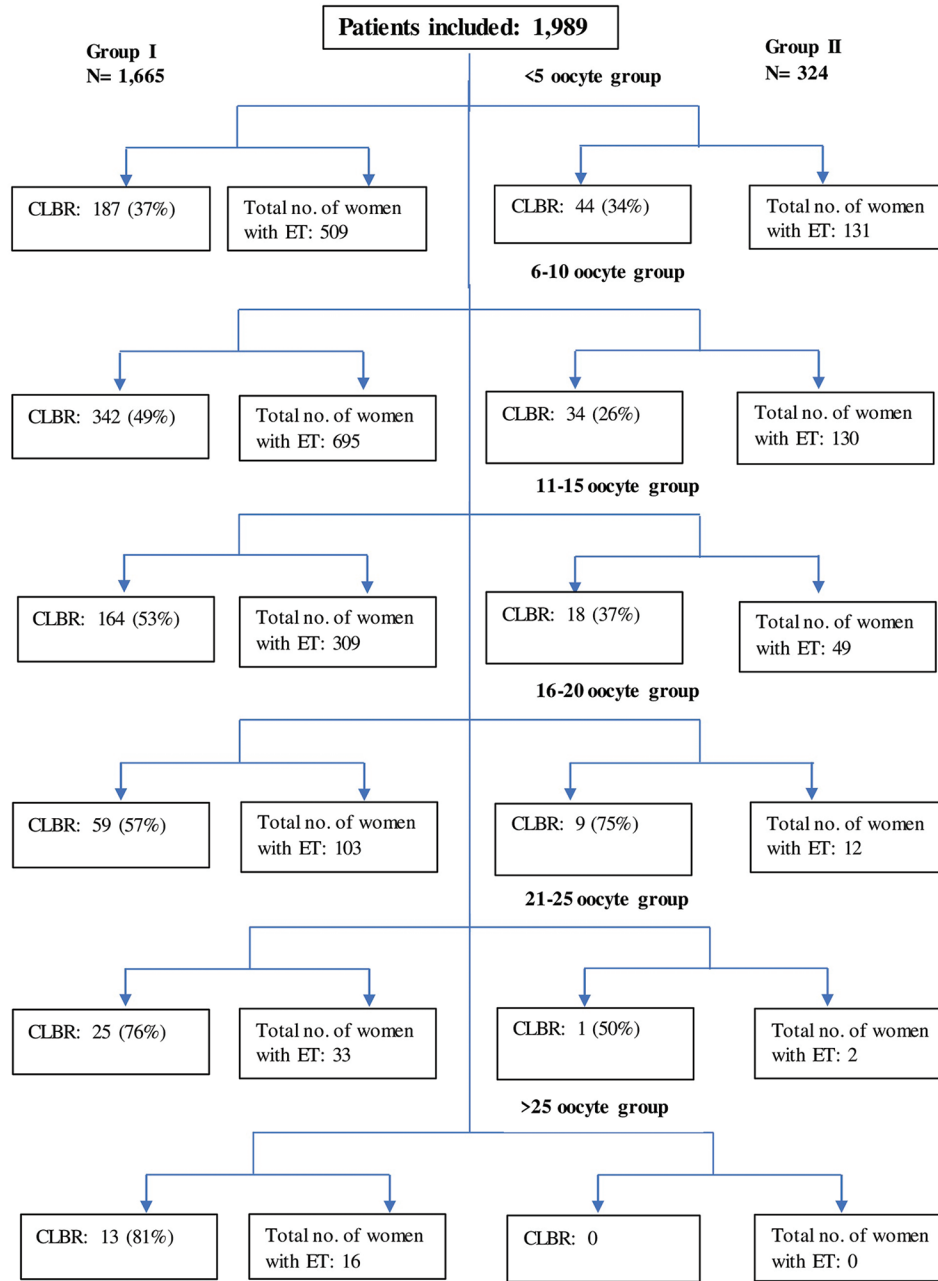 Patients included: 1,989
Group I
N= 1,665
Group II
N= 324
<5 oocyte group
CLBR: 187 (37%)
Total no. of women
with ET: 509
CLBR: 44 (34%)
Total no. of women
with ET: 131
6-10 oocyte group
CLBR: 342 (49%)
Total no. of women
with ET: 695
CLBR: 34 (26%)
Total no. of women
with ET: 130
11-15 oocyte group
CLBR: 164 (53%)
Total no. of women
with ET: 309
CLBR: 18 (37%)
Total no. of women
with ET: 49
16-20 oocyte group
CLBR: 59 (57%)
Total no. of women
with ET: 103
CLBR: 9 (75%)
Total no. of women
with ET: 12
21-25 oocyte group
CLBR: 25 (76%)
Total no. of women
with ET: 33
CLBR: 1 (50%)
Total no. of women
with ET: 2
>25 oocyte group
CLBR: 13 (81%)
Total no. of women
with ET: 16
CLBR: 0
Total no. of women
with ET: 0